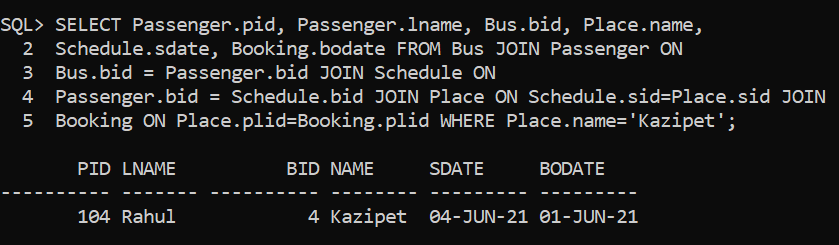 SQL> SELECT Passenger.pid, Passenger.lname, Bus.bid, Place.name,
  2  Schedule.sdate, Booking.bodate FROM Bus JOIN Passenger ON
  3  Bus.bid = Passenger.bid JOIN Schedule ON
  4  Passenger.bid = Schedule.bid JOIN Place ON Schedule.sid=Place.sid JOIN
  5  Booking ON Place.plid=Booking.plid WHERE Place.name='Kazipet';
       PID LNAME          BID NAME     SDATE     BODATE
---------- ------- ---------- -------- --------- ---------
       104 Rahul            4 Kazipet  04-JUN-21 01-JUN-21